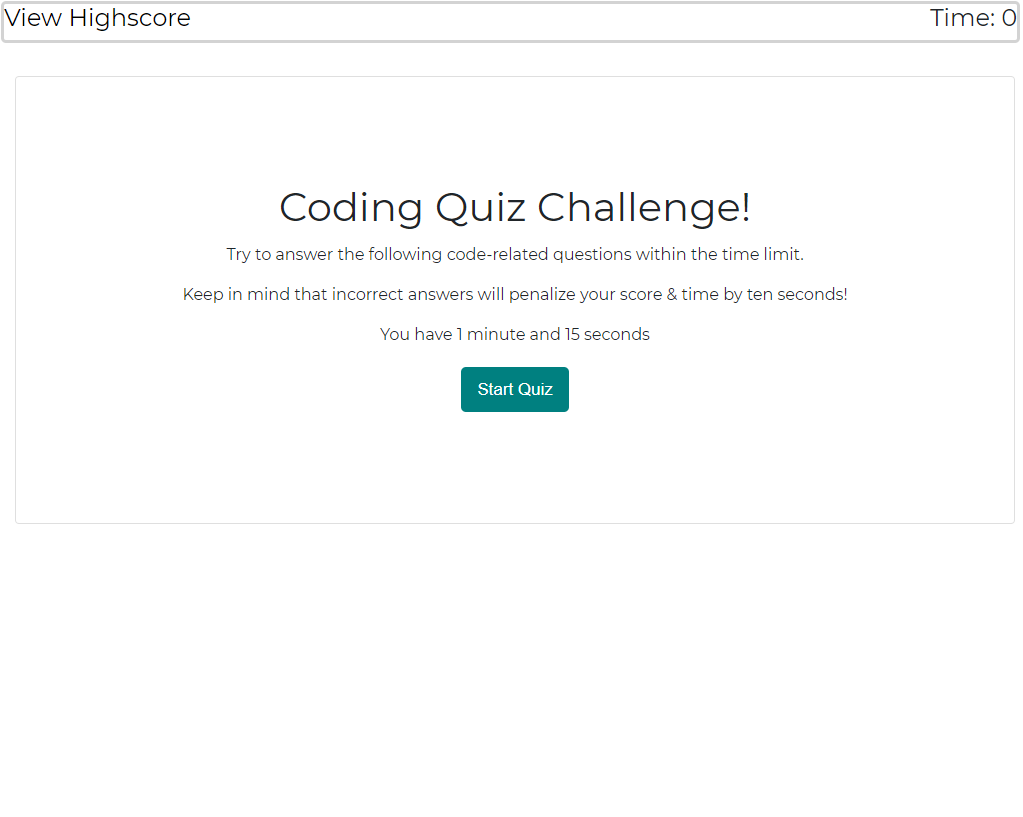 View Highscore
Time: 0
Coding Quiz Challenge!
Try to answer the following code-related questions within the time limit.
Keep in mind that incorrect answers will penalize your score & time by ten seconds!
You have 1 minute and 15 seconds
Start Quiz